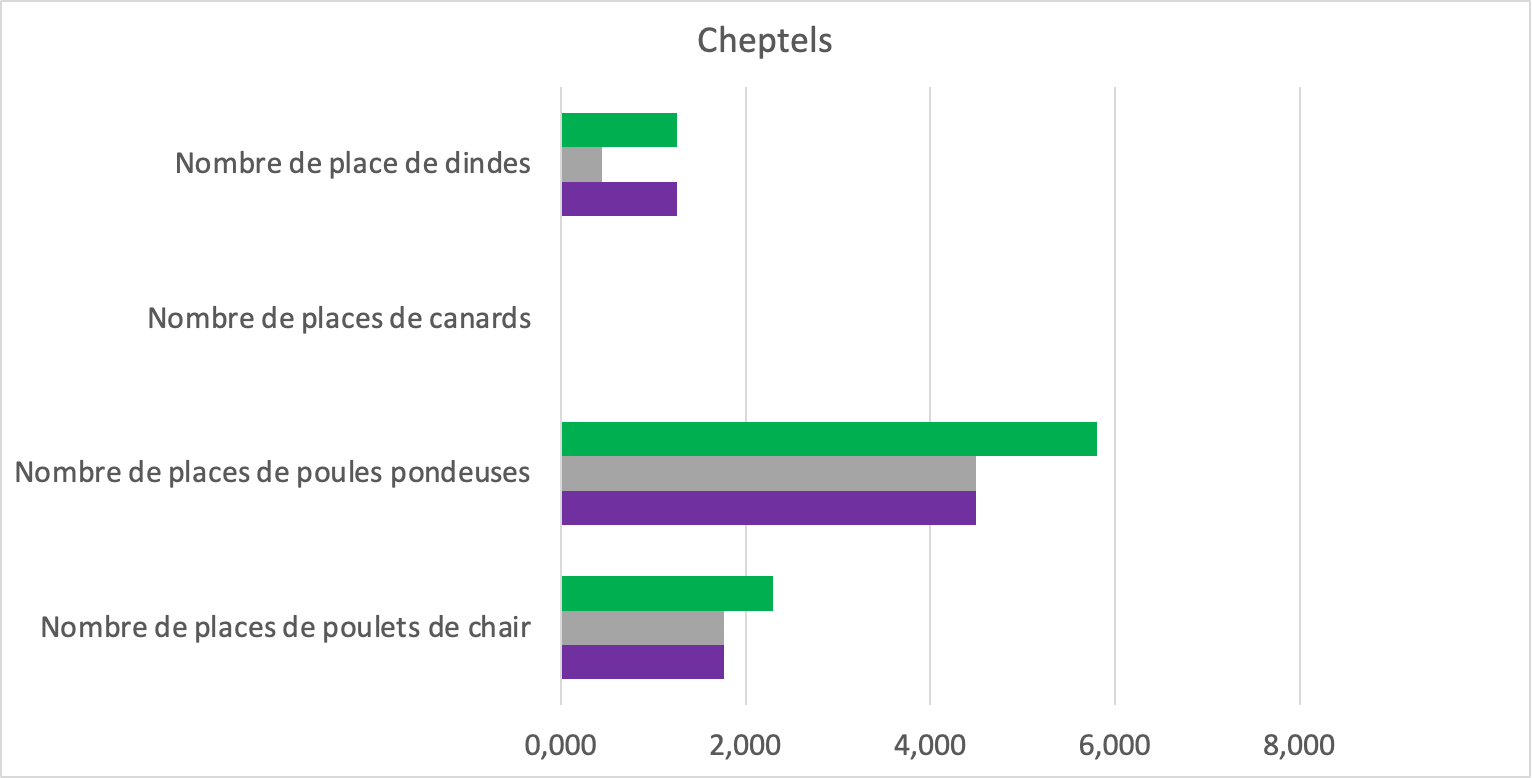 Cheptels
Nombre de place de dindes
Nombre de places de canards
Nombre de places de poules pondeuses
Nombre de places de poulets de chair
0,000 2,000 4,000 6,000 8,000